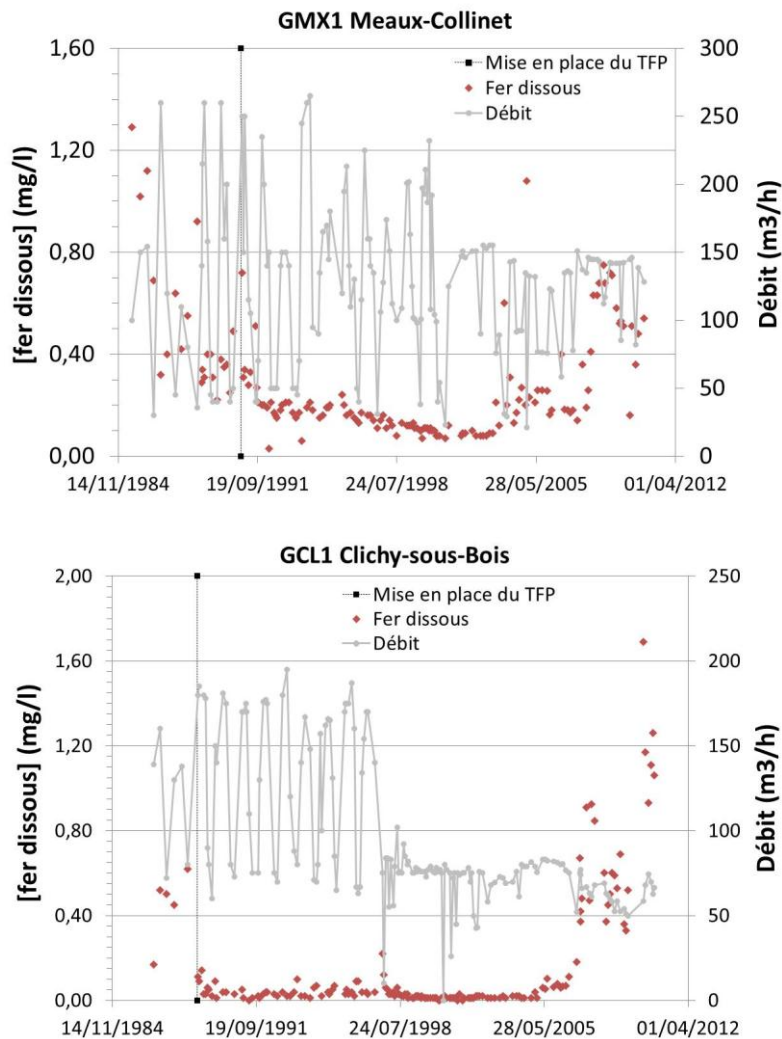 GMX1 Meaux-Collinet
1,60
1,20
0,80
0,40
0,00
[fer dissous] (mg/l)
300
250
200
150
100
50
0
Débit (m3/h)
Mise en place du TFP
Fer dissous
Débit
14/11/1984 19/09/1991 24/07/1998 28/05/2005 01/04/2012
GCL1 Clichy-sous-Bois
2,00
1,60
1,20
0,80
0,40
0,00
[fer dissous] (mg/l)
250
200
150
100
50
0
Débit (m3/h)
Mise en place du TFP
Fer dissous
Débit
14/11/1984 19/09/1991 24/07/1998 28/05/2005 01/04/2012